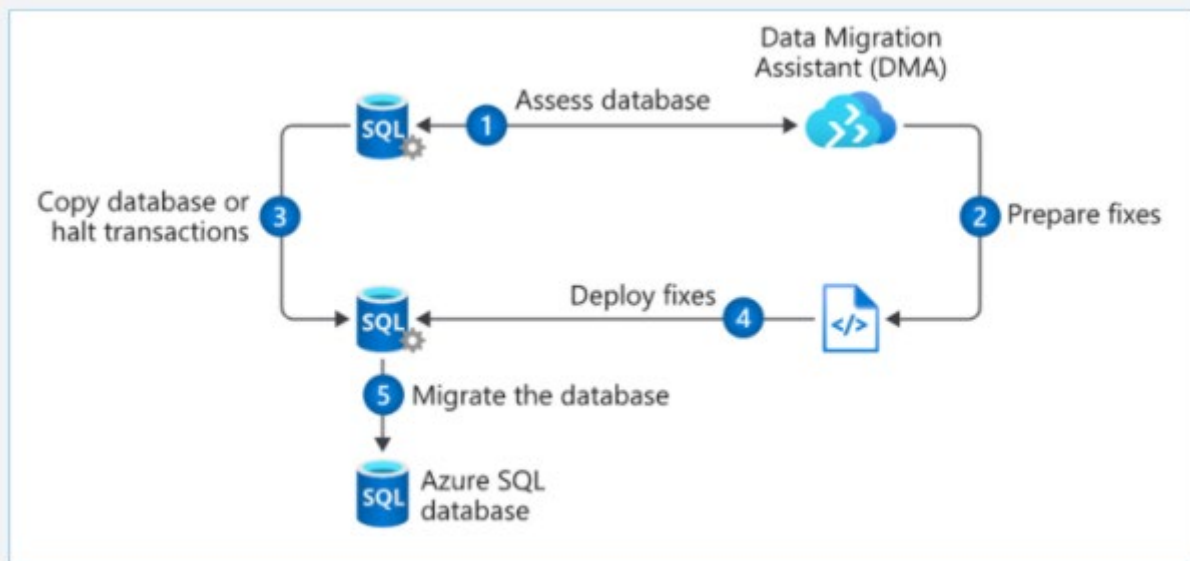 Data Migration
Assistant (DMA)
SQL
1
Assess database
Copy database or
halt transactions
3
2
Prepare fixes
SQL
Deploy fixes
4
</>
5
Migrate the database
SQL
Azure SQL
database